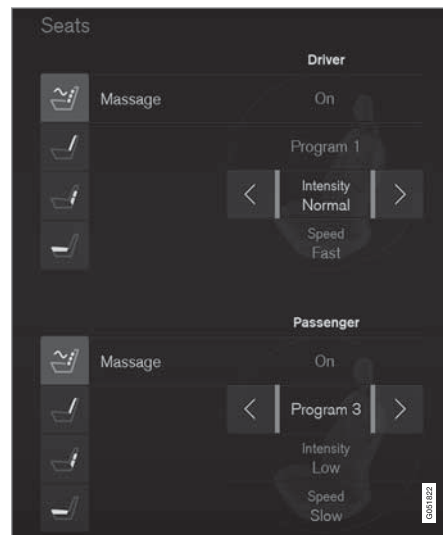 Seats
Driver
Massage On
Program 1
Intensity
Normal
Speed
Fast
Passenger
Massage On
Program 3
Intensity
Low
Speed
Slow
G051822